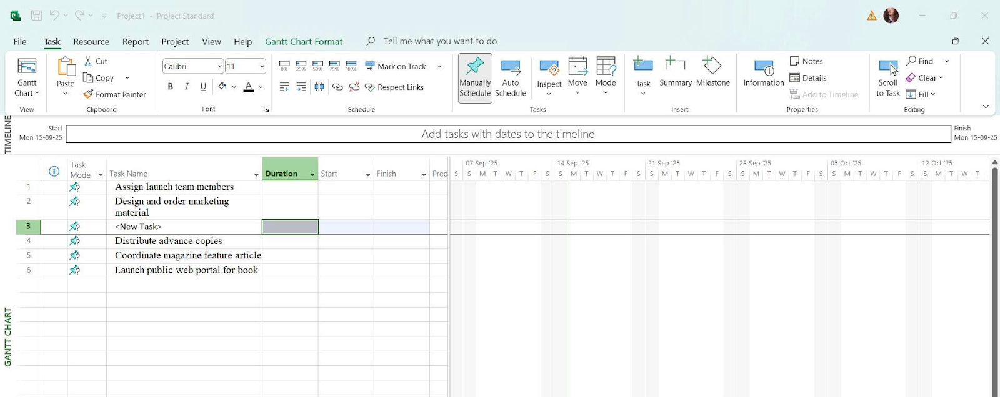 Project1 - Project Standard
File Task Resource Report Project View Help Gantt Chart Format Tell me what you want to do
Gantt
Chart
View
Paste
Cut
Copy
Format Painter
Clipboard
Calibri 11
B I U A
Font
0% 25% 50% 75% 100%
Mark on Track
Respect Links
Schedule
Manually
Schedule
Auto
Schedule
Inspect
Move
Mode
Tasks
Task
Summary
Milestone
Insert
Information
Notes
Details
Add to Timeline
Properties
Scroll
to Task
Find
Clear
Fill
Editing
TIMELINE
Start
Mon 15-09-25
Add tasks with dates to the timeline
Finish
Mon 15-09-25
Task
Mode
Task Name
Duration
Start
Finish
Pred
07 Sep '25 14 Sep '25 21 Sep '25 28 Sep '25 05 Oct '25 12 Oct '25
S S M T W T F S S M T W T F S S M T W T F S S M T W T F S S M T W T F S S M T W T
1 Assign launch team members
2 Design and order marketing
material
3 <New Task>
4 Distribute advance copies
5 Coordinate magazine feature article
6 Launch public web portal for book
GANTT CHART